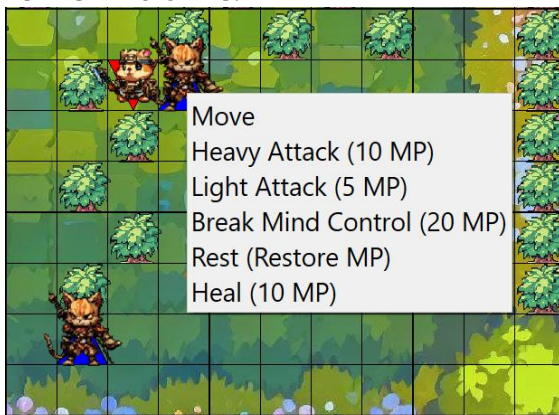 Move
Heavy Attack (10 MP)
Light Attack (5 MP)
Break Mind Control (20 MP)
Rest (Restore MP)
Heal (10 MP)